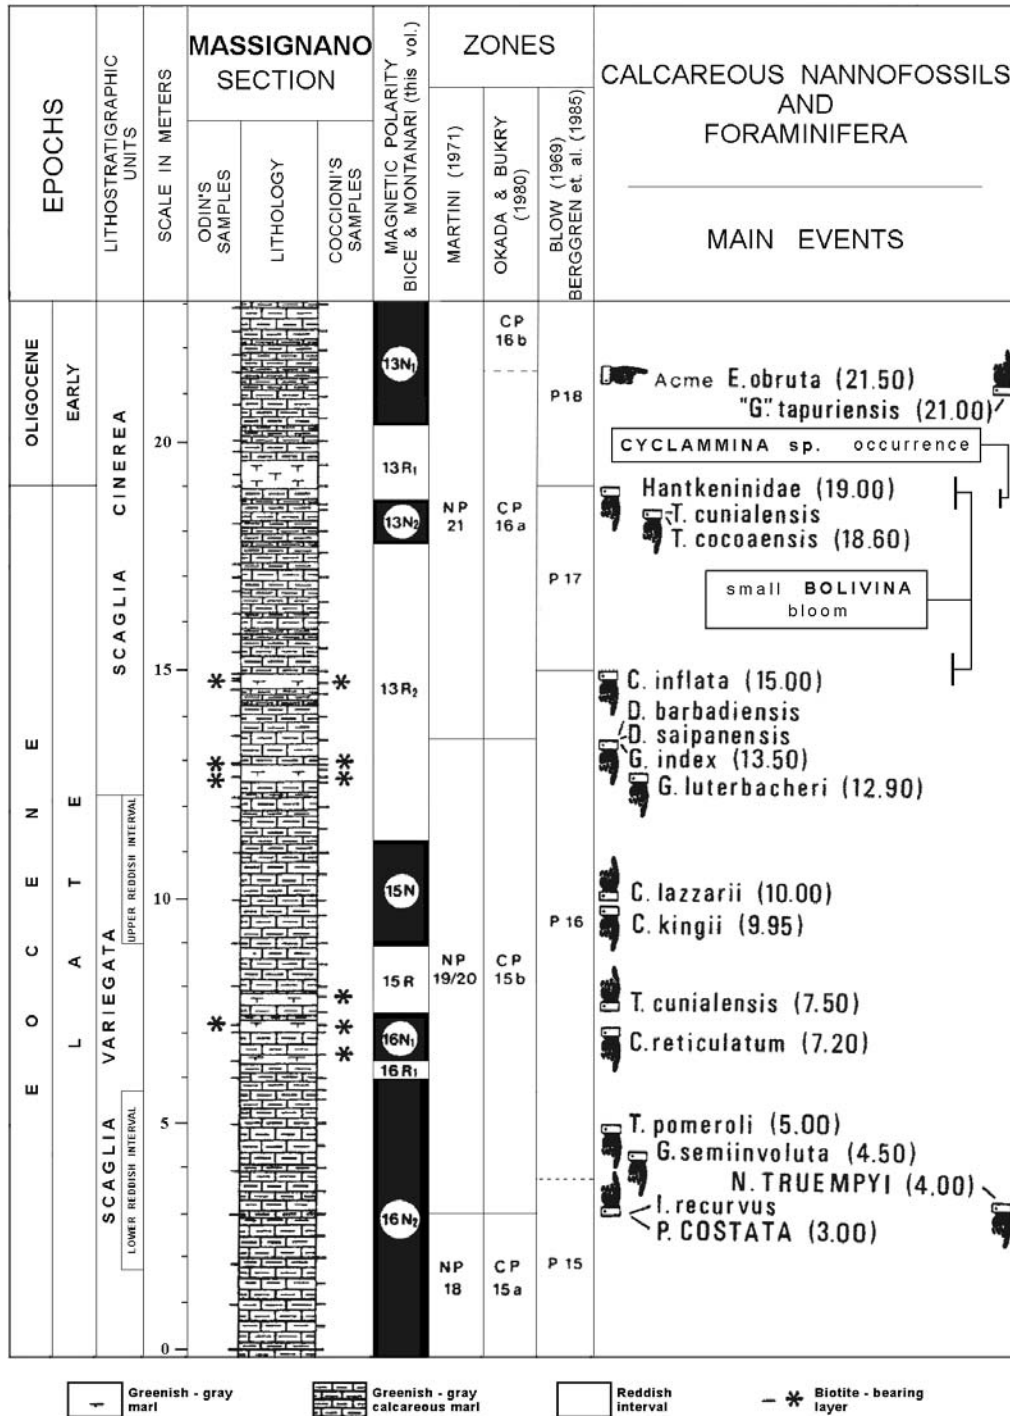 EPOCHS
LITHOSTRATIGRAPHIC
UNITS
SCALE IN METERS
MASSIGNANO
SECTION
ODIN'S
SAMPLES
LITHOLOGY
COCCIONI'S
SAMPLES
MAGNETIC POLARITY
BICE & MONTANARI (this vol.)
ZONES
MARTINI (1971)
OKADA & BUKRY
(1980)
BLOW (1969)
BERGGREN et. al. (1985)
CALCAREOUS NANNOFOSSILS
AND
FORAMINIFERA
MAIN EVENTS
OLIGOCENE
EARLY
EOCENE
LATE
SCAGLIA CINEREA
SCAGLIA VARIEGATA
UPPER REDDISH INTERVAL
LOWER REDDISH INTERVAL
20
15
10
5
0
13N1
13R1
13N2
13R2
15N
15R
16N1
16R1
16N2
NP
21
NP
19/20
NP
18
CP
16b
CP
16a
CP
15b
CP
15a
P18
P 17
P 16
P 15
Acme E. obruta (21.50)
"G". tapuriensis (21.00)
CYCLAMMINA sp. occurrence
Hantkeninidae (19.00)
T. cunialensis
T. cocoaensis (18.60)
small BOLIVINA
bloom
C. inflata (15.00)
D. barbadiensis
D. saipanensis
G. index (13.50)
G. luterbacheri (12.90)
C. lazzarii (10.00)
C. kingii (9.95)
T. cunialensis (7.50)
C. reticulatum (7.20)
T. pomeroli (5.00)
G. semiinvoluta (4.50)
N. TRUEMPYI (4.00)
I. recurvus
P. COSTATA (3.00)
Greenish - gray
marl
Greenish - gray
calcareous marl
Reddish
interval
Biotite - bearing
layer